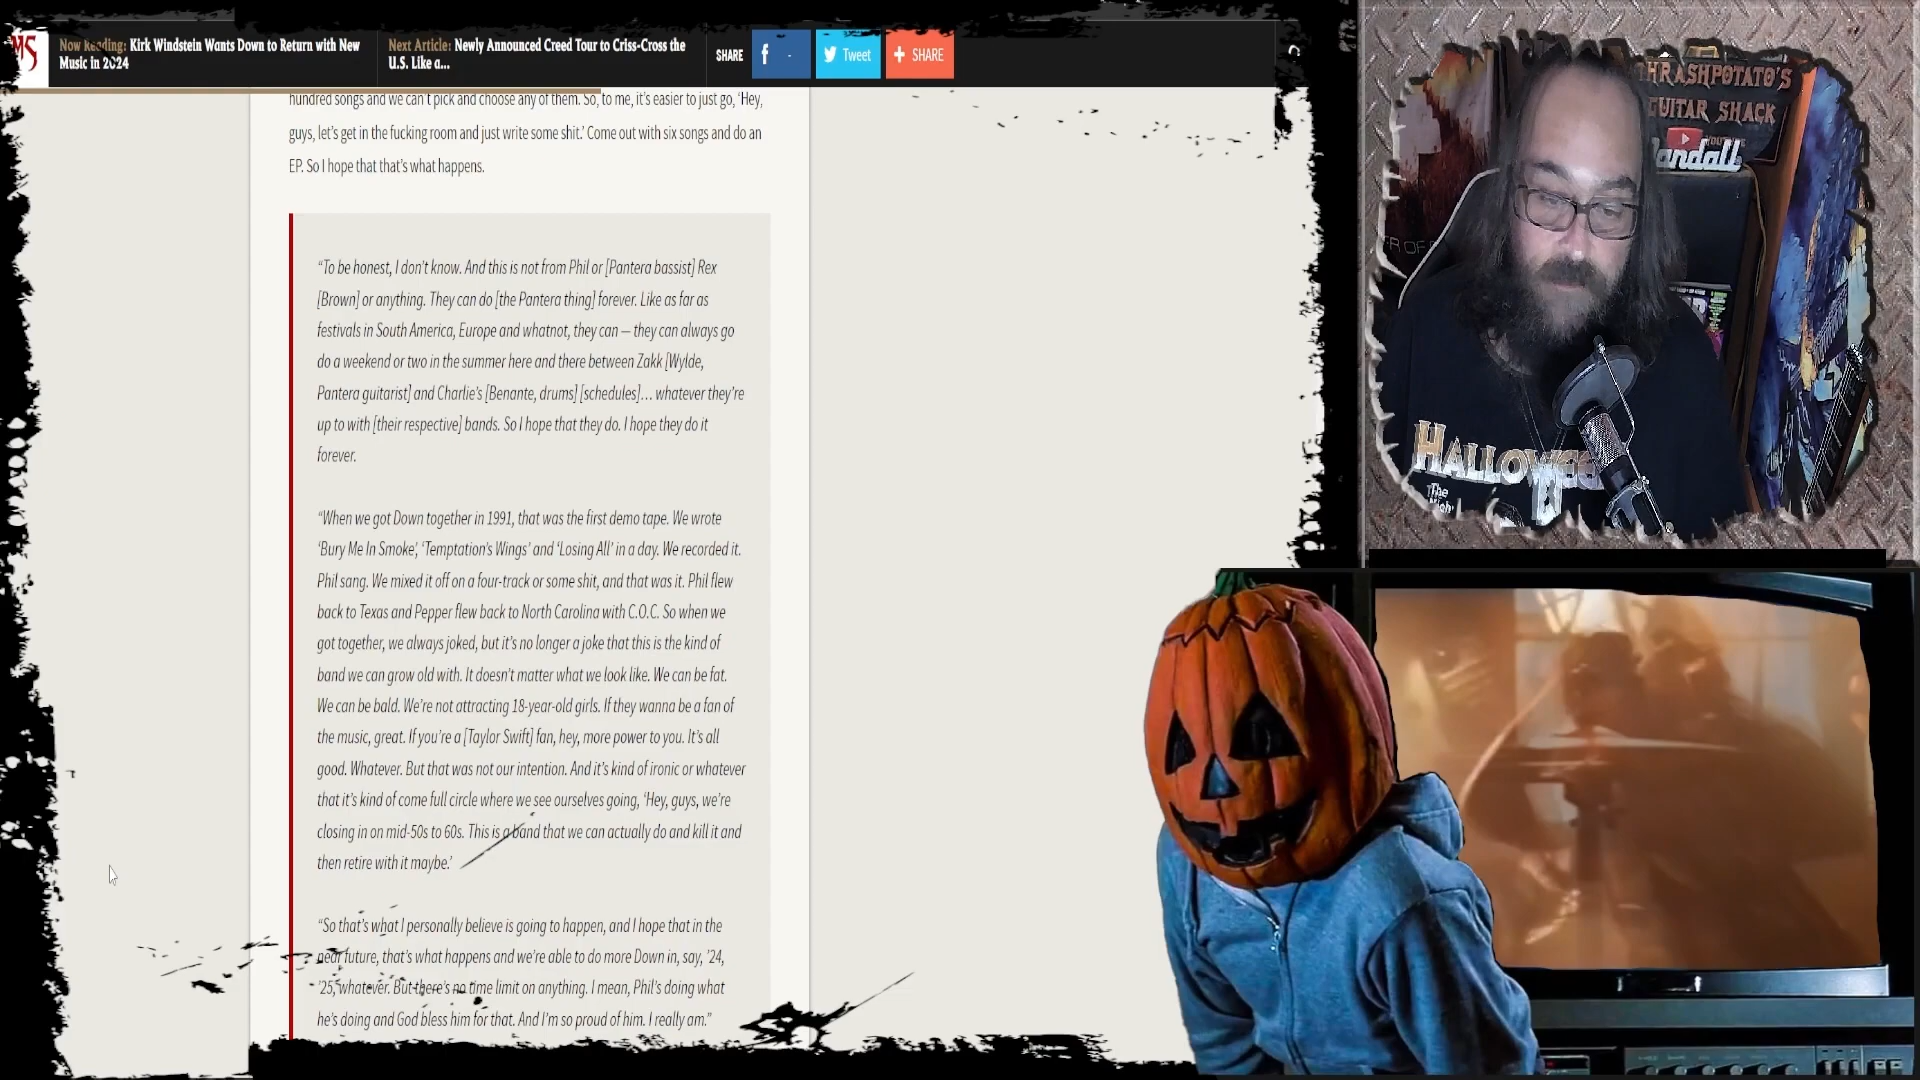 MS
Now Reading: Kirk Windstein Wants Down to Return with New
Music in 2024
Next Article: Newly Announced Creed Tour to Criss-Cross the
U.S. Like a...
SHARE
f -
Tweet
+ SHARE
hundred songs and we can't pick and choose any of them. So, to me, it's easier to just go, ‘Hey,
guys, let's get in the fucking room and just write some shit.’ Come out with six songs and do an
EP. So I hope that that's what happens.
“To be honest, I don't know. And this is not from Phil or [Pantera bassist] Rex
[Brown] or anything. They can do [the Pantera thing] forever. Like as far as
festivals in South America, Europe and whatnot, they can — they can always go
do a weekend or two in the summer here and there between Zakk [Wylde,
Pantera guitarist] and Charlie's [Benante, drums] [schedules]… whatever they're
up to with [their respective] bands. So I hope that they do. I hope they do it
forever.
“When we got Down together in 1991, that was the first demo tape. We wrote
‘Bury Me In Smoke’, ‘Temptation's Wings’ and ‘Losing All’ in a day. We recorded it.
Phil sang. We mixed it off on a four-track or some shit, and that was it. Phil flew
back to Texas and Pepper flew back to North Carolina with C.O.C. So when we
got together, we always joked, but it's no longer a joke that this is the kind of
band we can grow old with. It doesn't matter what we look like. We can be fat.
We can be bald. We're not attracting 18-year-old girls. If they wanna be a fan of
the music, great. If you're a [Taylor Swift] fan, hey, more power to you. It's all
good. Whatever. But that was not our intention. And it's kind of ironic or whatever
that it's kind of come full circle where we see ourselves going, ‘Hey, guys, we're
closing in on mid-50s to 60s. This is a band that we can actually do and kill it and
then retire with it maybe.’
“So that's what I personally believe is going to happen, and I hope that in the
near future, that's what happens and we're able to do more Down in, say, ’24,
’25, whatever. But there's no time limit on anything. I mean, Phil's doing what
he's doing and God bless him for that. And I'm so proud of him. I really am.”
THRASHPOTATO'S
GUITAR SHACK
Randall
HALLOWEEN
The